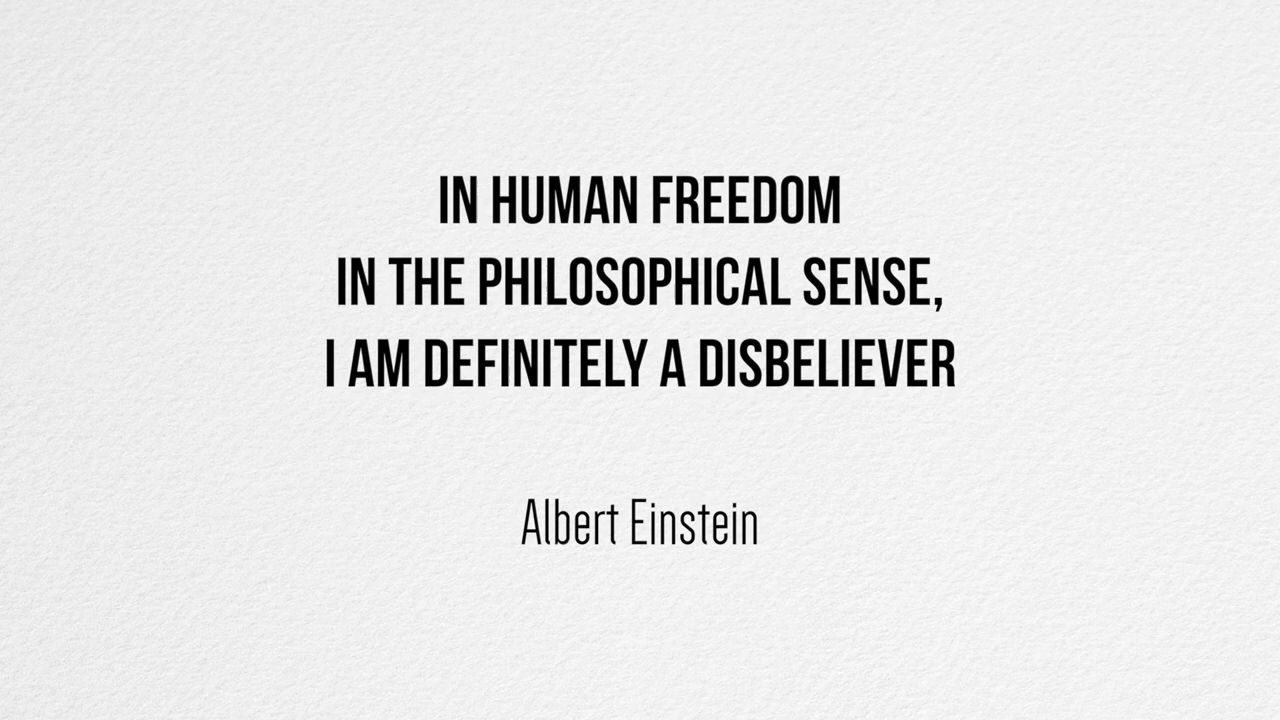 IN HUMAN FREEDOM
IN THE PHILOSOPHICAL SENSE,
I AM DEFINITELY A DISBELIEVER
Albert Einstein